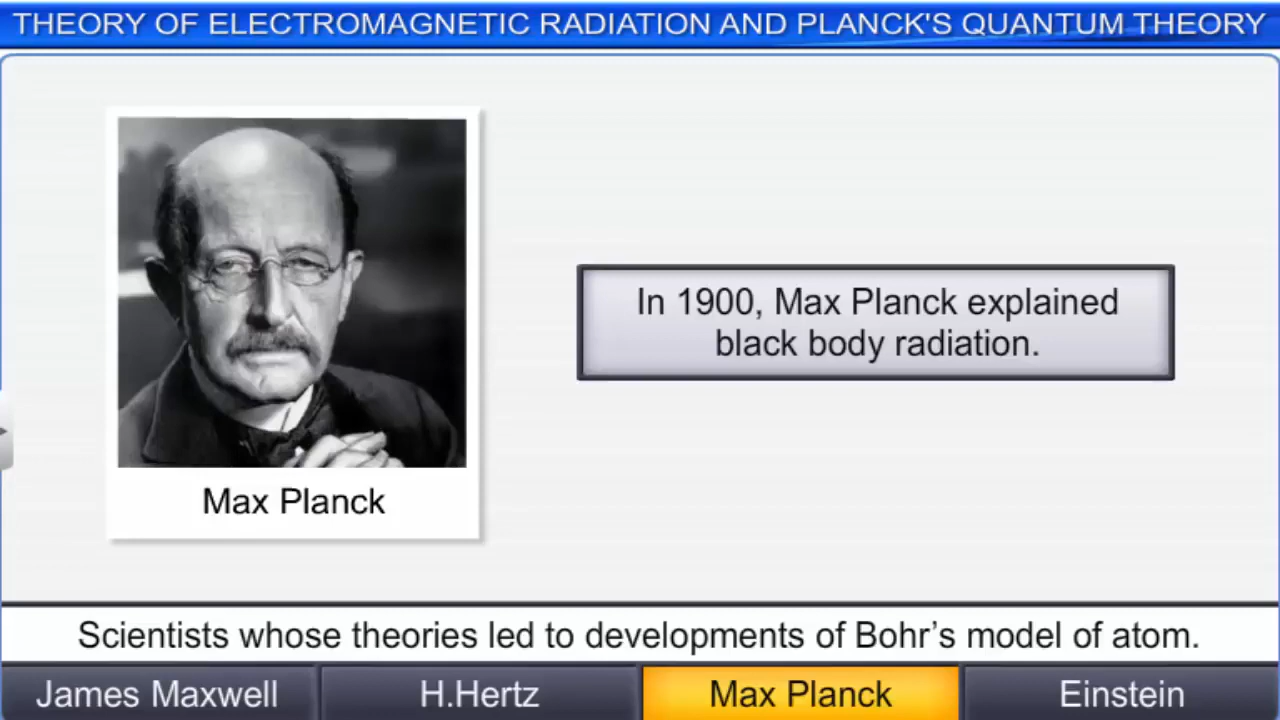 THEORY OF ELECTROMAGNETIC RADIATION AND PLANCK'S QUANTUM THEORY
In 1900, Max Planck explained
black body radiation.
Max Planck
Scientists whose theories led to developments of Bohr’s model of atom.
James Maxwell
H.Hertz
Max Planck
Einstein